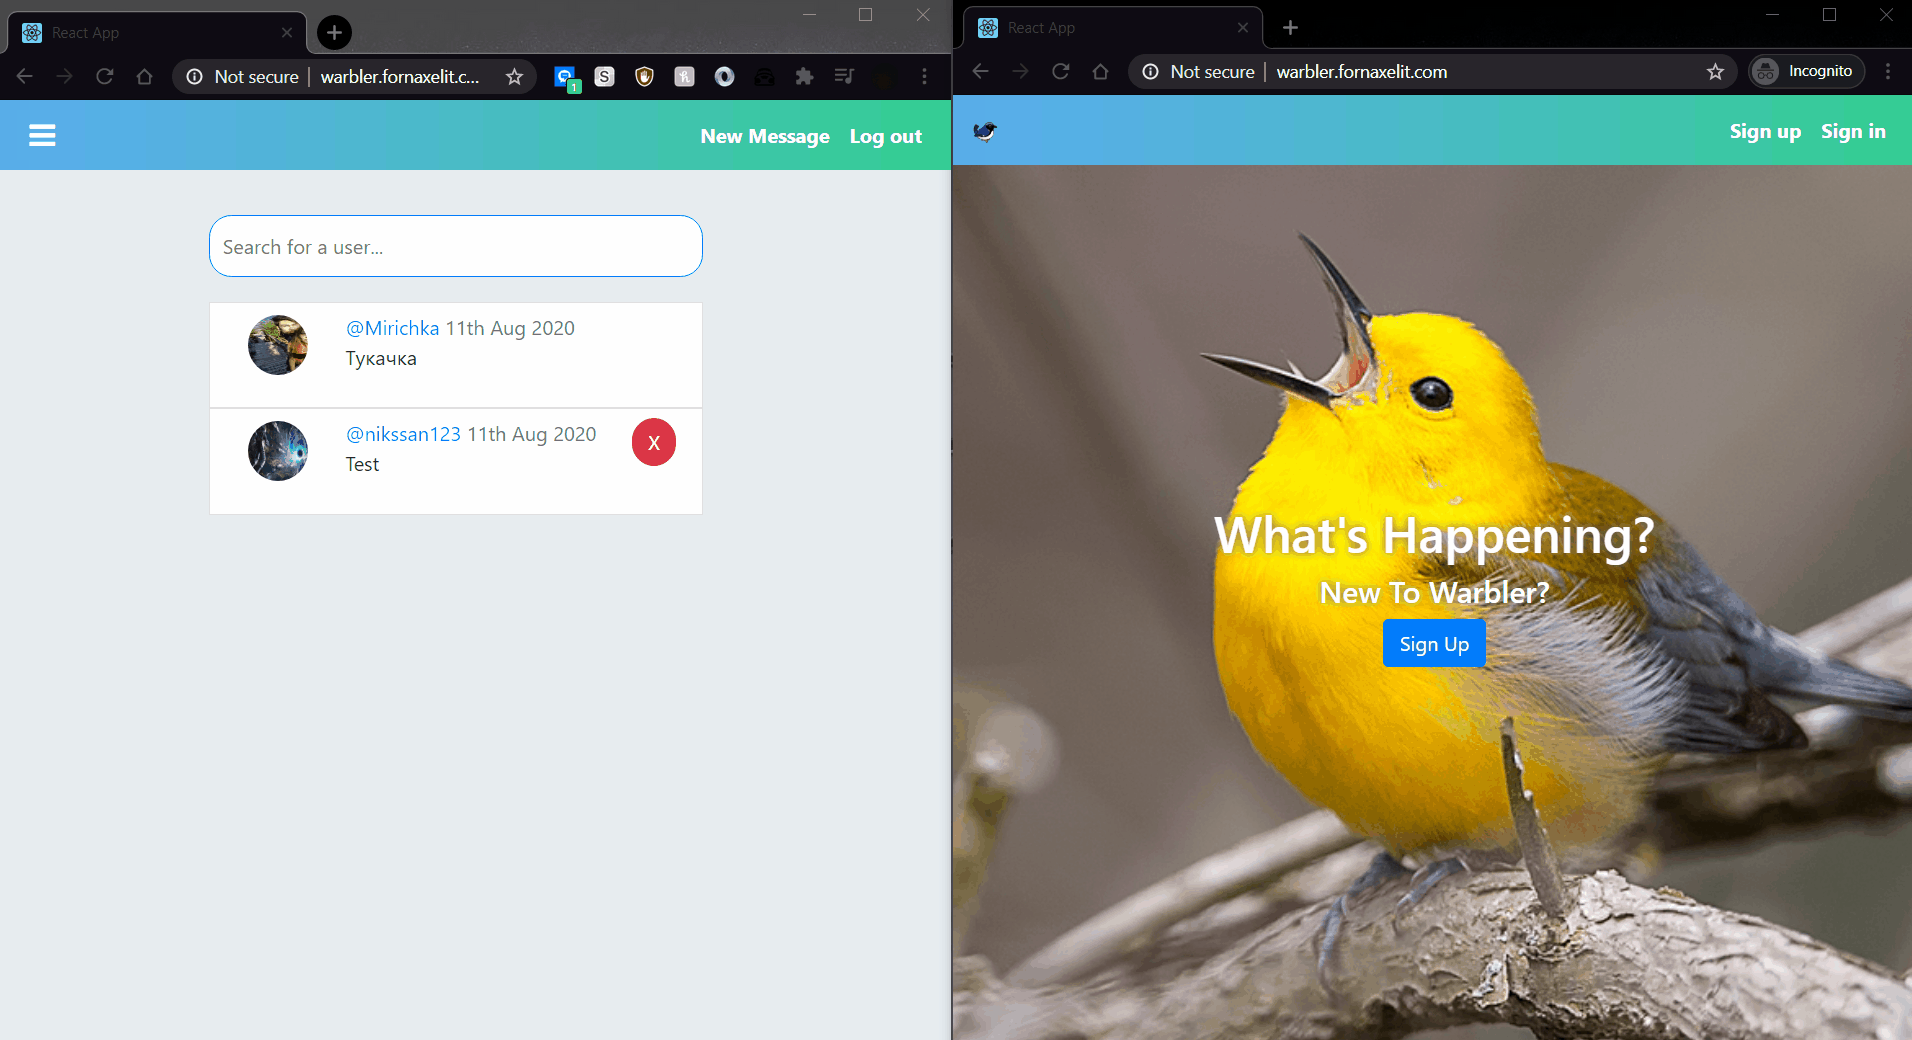 React App
Not secure
warbler.fornaxelit.c...
S
1
New Message
Log out
Search for a user...
@Mirichka 11th Aug 2020
Тукачка
@nikssan123 11th Aug 2020
X
Test
React App
Not secure
warbler.fornaxelit.com
Incognito
Sign up
Sign in
What's Happening?
New To Warbler?
Sign Up